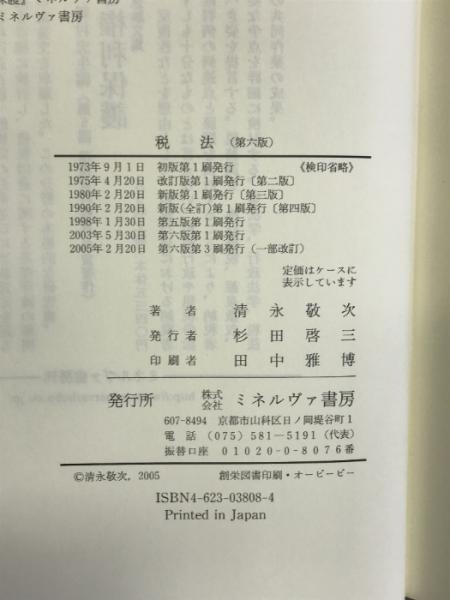 ミネルヴァ書房
税法（第六版）
1973年9月1日 初版第1刷発行 《検印省略》
1975年4月20日 改訂版第1刷発行〔第二版〕
1980年2月20日 新版第1刷発行〔第三版〕
1990年2月20日 新版(全訂)第1刷発行〔第四版〕
1998年1月30日 第五版第1刷発行
2003年5月30日 第六版第1刷発行
2005年2月20日 第六版第3刷発行（一部改訂）
定価はケースに
表示しています
著者 清永敬次
発行者 杉田啓三
印刷者 田中雅博
発行所 株式会社 ミネルヴァ書房
607-8494 京都市山科区日ノ岡堤谷町1
電話 (075) 581-5191 (代表)
振替口座 01020-0-8076番
©清永敬次，2005 創栄図書印刷・オービービー
ISBN4-623-03808-4
Printed in Japan